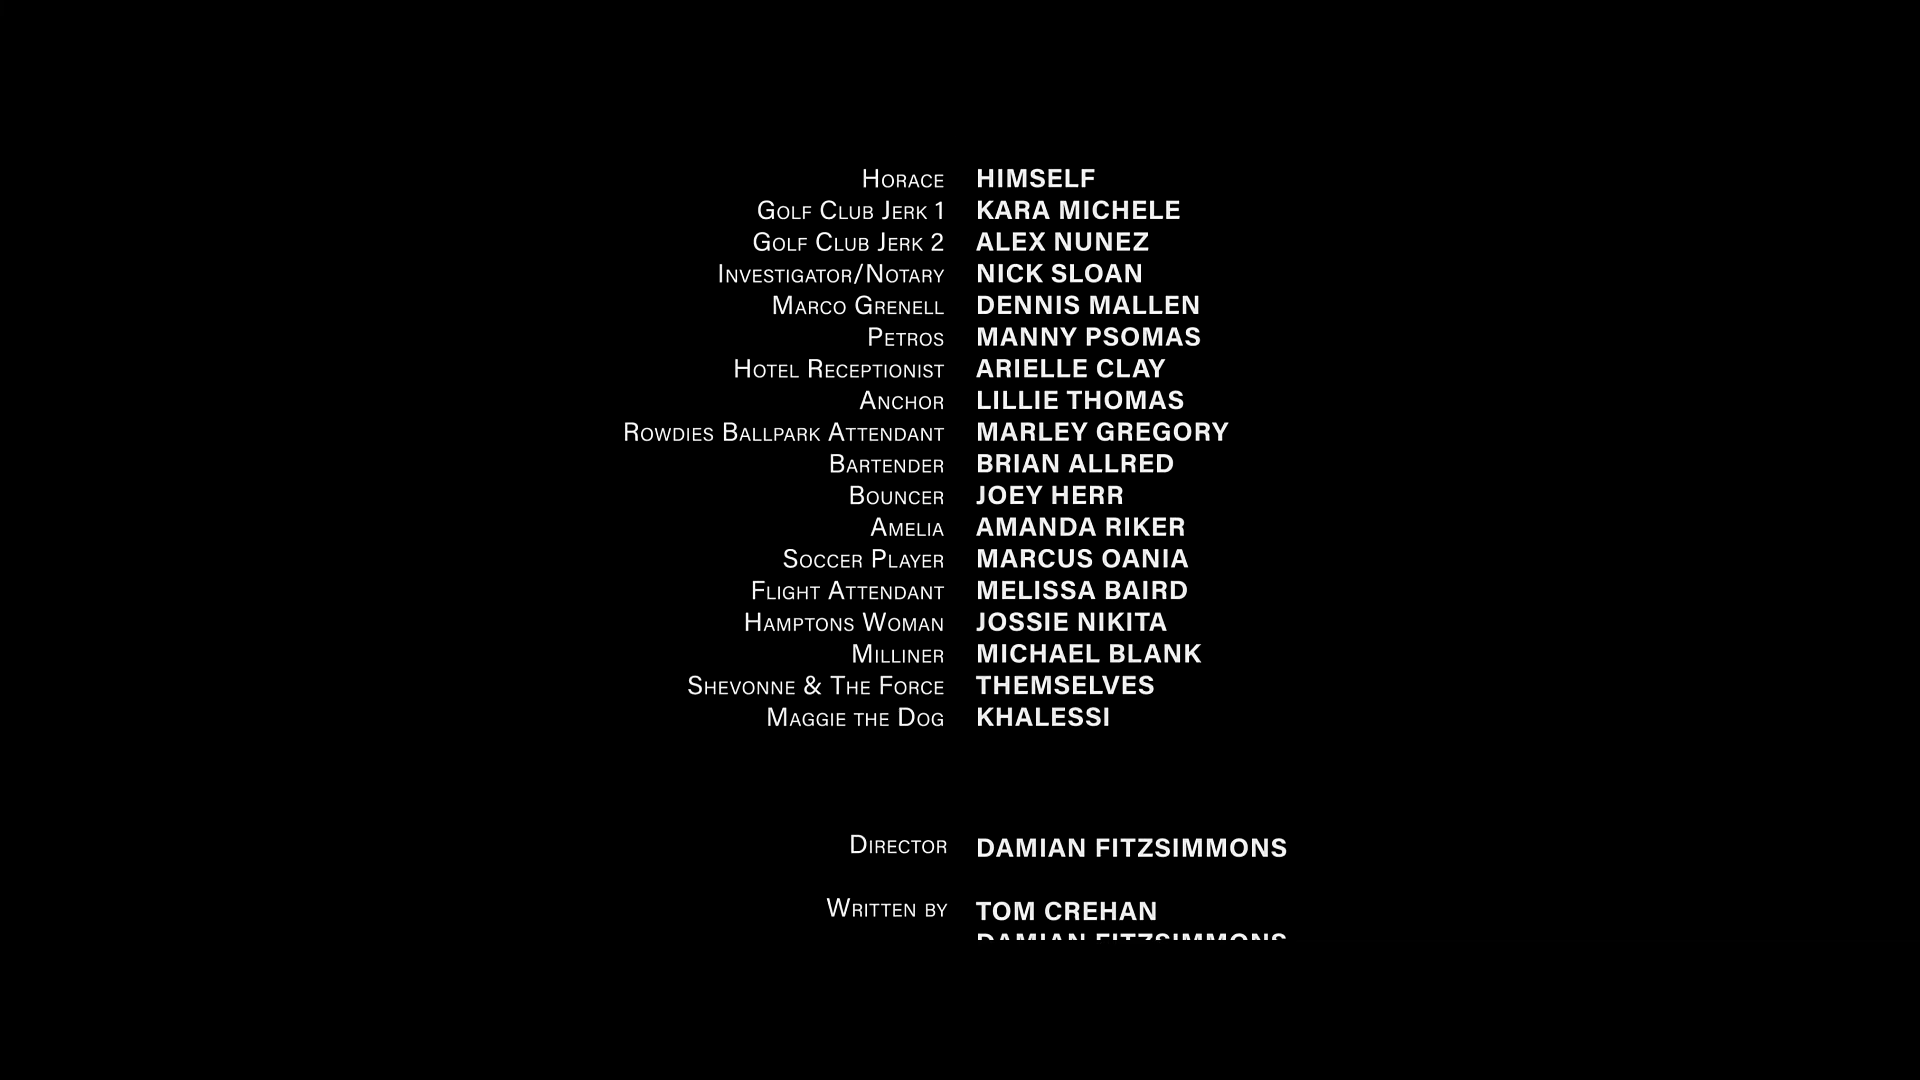 Horace HIMSELF
Golf Club Jerk 1 KARA MICHELE
Golf Club Jerk 2 ALEX NUNEZ
Investigator/Notary NICK SLOAN
Marco Grenell DENNIS MALLEN
Petros MANNY PSOMAS
Hotel Receptionist ARIELLE CLAY
Anchor LILLIE THOMAS
Rowdies Ballpark Attendant MARLEY GREGORY
Bartender BRIAN ALLRED
Bouncer JOEY HERR
Amelia AMANDA RIKER
Soccer Player MARCUS OANIA
Flight Attendant MELISSA BAIRD
Hamptons Woman JOSSIE NIKITA
Milliner MICHAEL BLANK
Shevonne & The Force THEMSELVES
Maggie the Dog KHALESSI
Director DAMIAN FITZSIMMONS
Written by TOM CREHAN
DAMIAN FITZSIMMONS